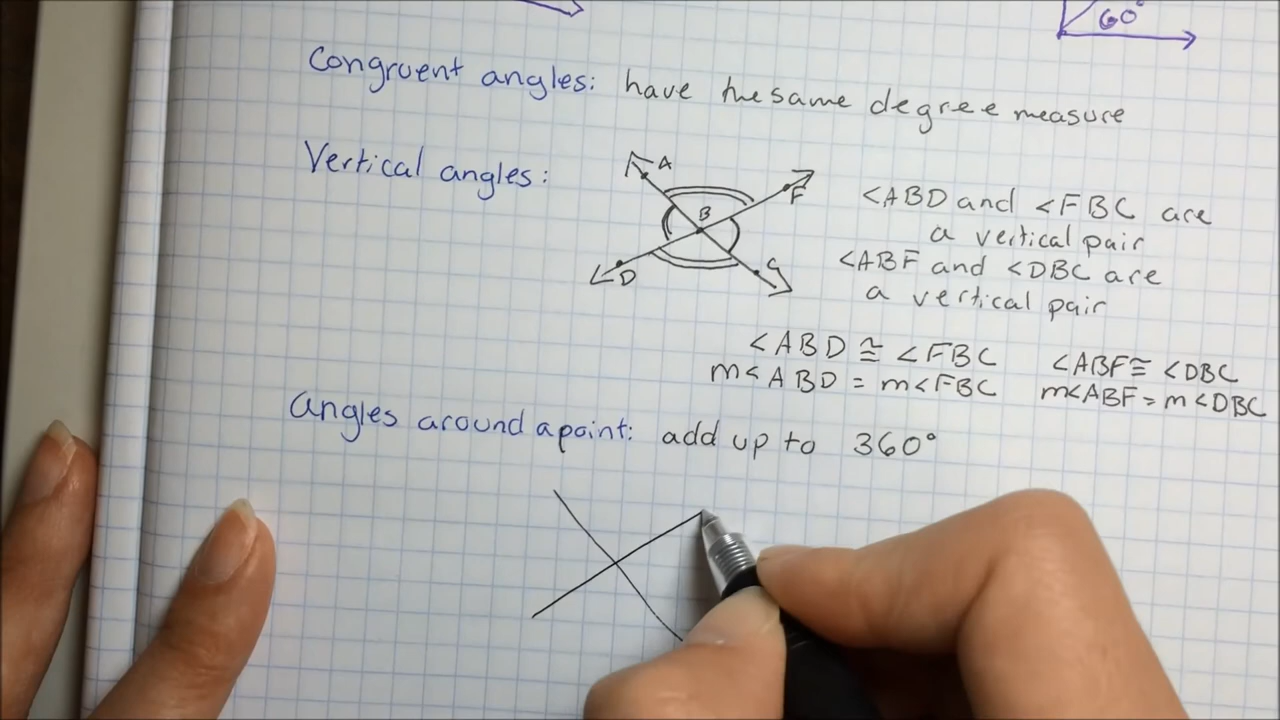 60°
Congruent angles: have the same degree measure
Vertical angles:
A
F
B
D
C
<ABD and <FBC are
a vertical pair
<ABF and <DBC are
a vertical pair
<ABD ≅ <FBC
m<ABD = m<FBC
<ABF ≅ <DBC
m<ABF = m<DBC
angles around a point: add up to 360°